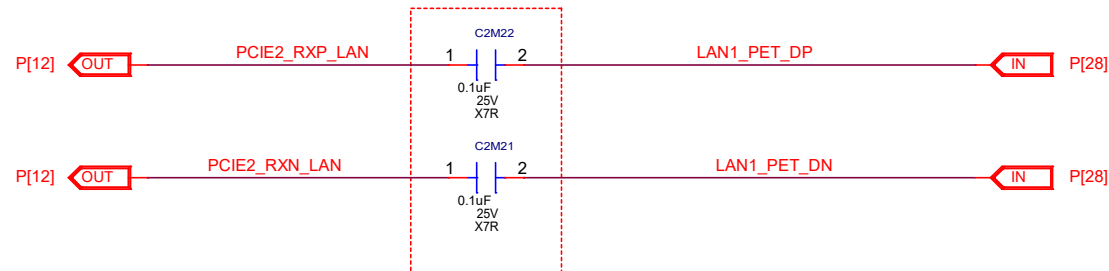 C2M22
PCIE2_RXP_LAN 1 2 LAN1_PET_DP
P[12] OUT IN P[28]
0.1uF
25V
X7R
C2M21
PCIE2_RXN_LAN 1 2 LAN1_PET_DN
P[12] OUT IN P[28]
0.1uF
25V
X7R